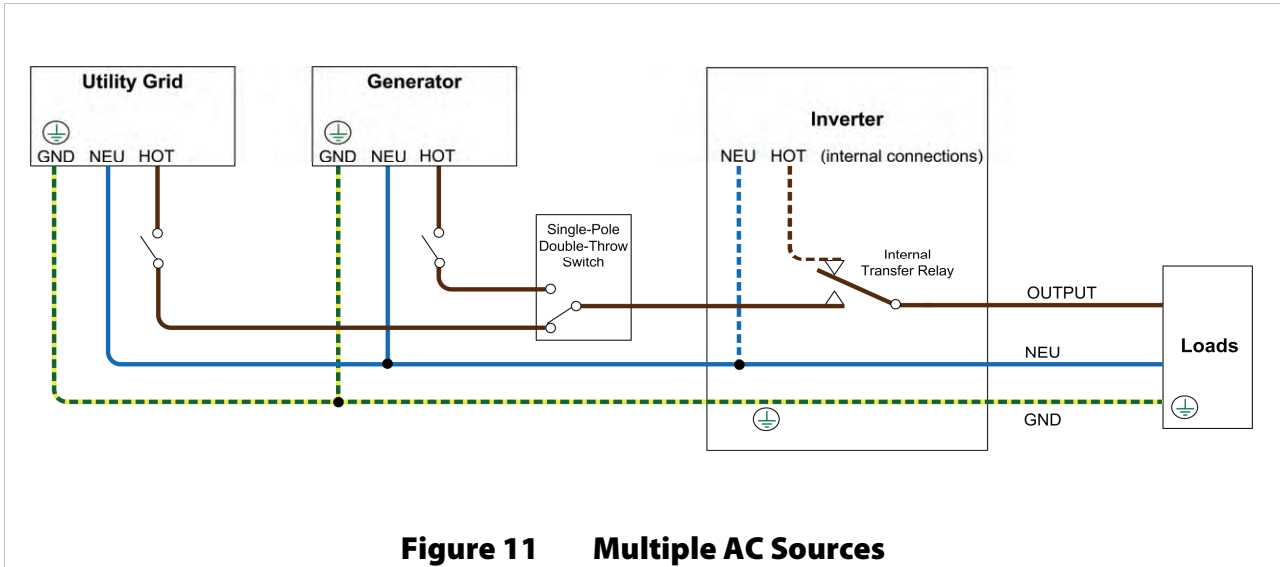 Utility Grid
GND NEU HOT
Generator
GND NEU HOT
Single-Pole
Double-Throw
Switch
Inverter
NEU HOT (internal connections)
Internal
Transfer Relay
OUTPUT
NEU
GND
Loads
Figure 11 Multiple AC Sources